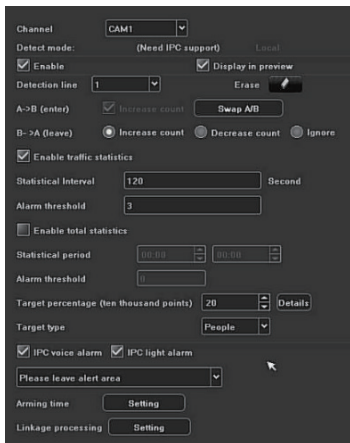 Channel CAM1
Detect mode: (Need IPC support) Local
Enable Display in preview
Detection line 1 Erase
A->B (enter) Increase count Swap A/B
B->A (leave) Increase count Decrease count Ignore
Enable traffic statistics
Statistical Interval 120 Second
Alarm threshold 3
Enable total statistics
Statistical period 00:00 00:00
Alarm threshold 0
Target percentage (ten thousand points) 20 Details
Target type People
IPC voice alarm IPC light alarm
Please leave alert area
Arming time Setting
Linkage processing Setting